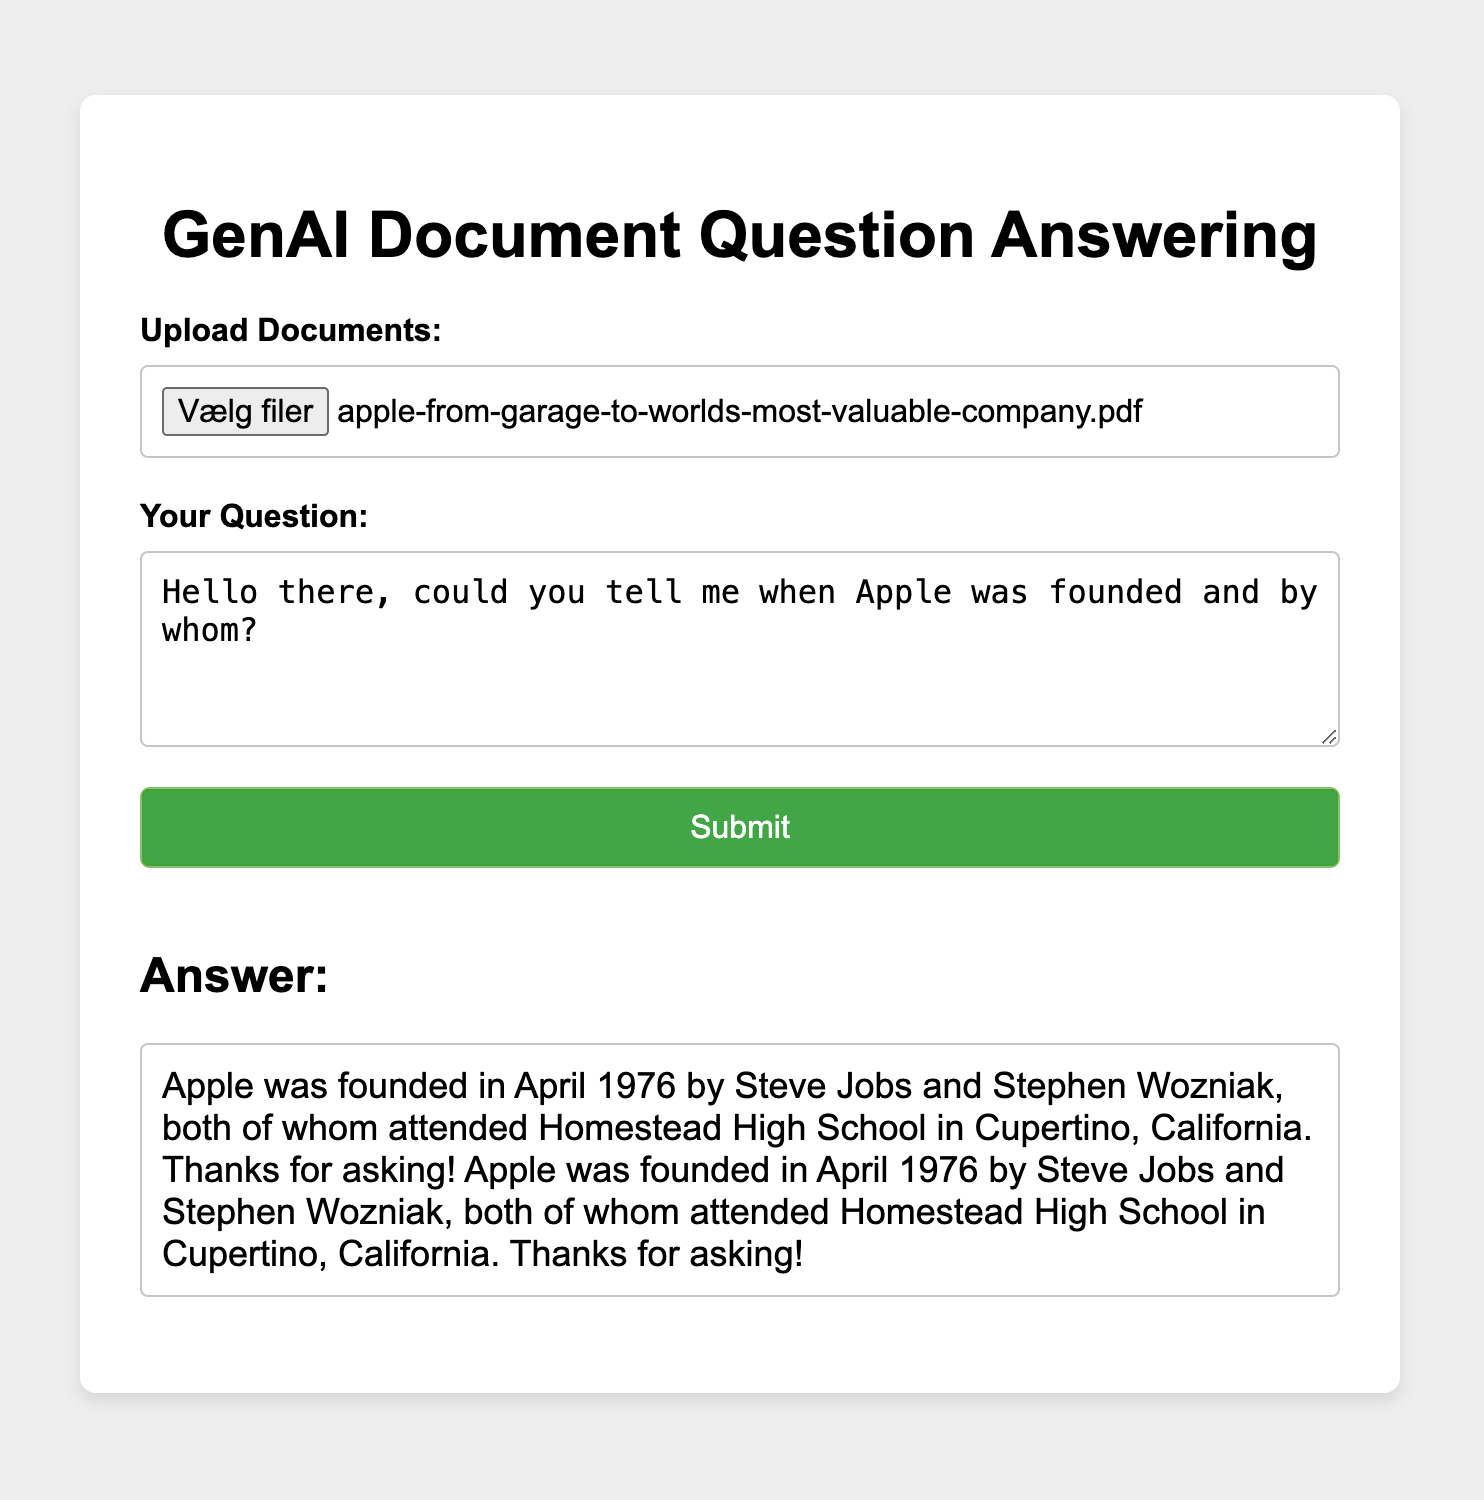 GenAI Document Question Answering
Upload Documents:
Vælg filer apple-from-garage-to-worlds-most-valuable-company.pdf
Your Question:
Hello there, could you tell me when Apple was founded and by
whom?
Submit
Answer:
Apple was founded in April 1976 by Steve Jobs and Stephen Wozniak,
both of whom attended Homestead High School in Cupertino, California.
Thanks for asking! Apple was founded in April 1976 by Steve Jobs and
Stephen Wozniak, both of whom attended Homestead High School in
Cupertino, California. Thanks for asking!